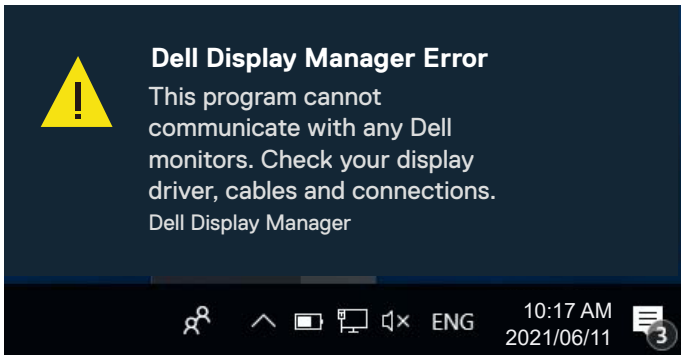 Dell Display Manager Error
This program cannot
communicate with any Dell
monitors. Check your display
driver, cables and connections.
Dell Display Manager
ENG
10:17 AM
2021/06/11
3